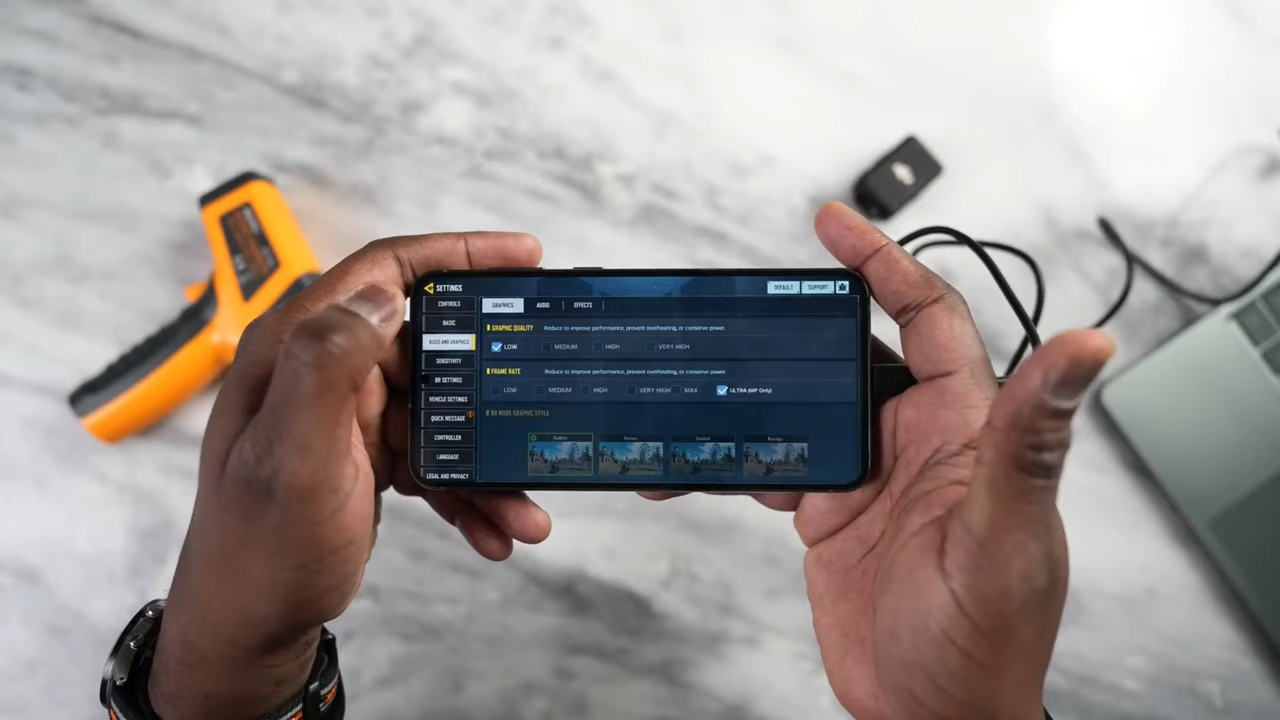 SETTINGS
DEFAULT
SUPPORT
CONTROLS
BASIC
AUDIO AND GRAPHICS
SENSITIVITY
BR SETTINGS
VEHICLE SETTINGS
QUICK MESSAGE
CONTROLLER
LANGUAGE
LEGAL AND PRIVACY
GRAPHICS AUDIO EFFECTS
GRAPHIC QUALITY Reduce to improve performance, prevent overheating, or conserve power.
LOW MEDIUM HIGH VERY HIGH
FRAME RATE Reduce to improve performance, prevent overheating, or conserve power.
LOW MEDIUM HIGH VERY HIGH MAX ULTRA (MP Only)
BR MODE GRAPHIC STYLE